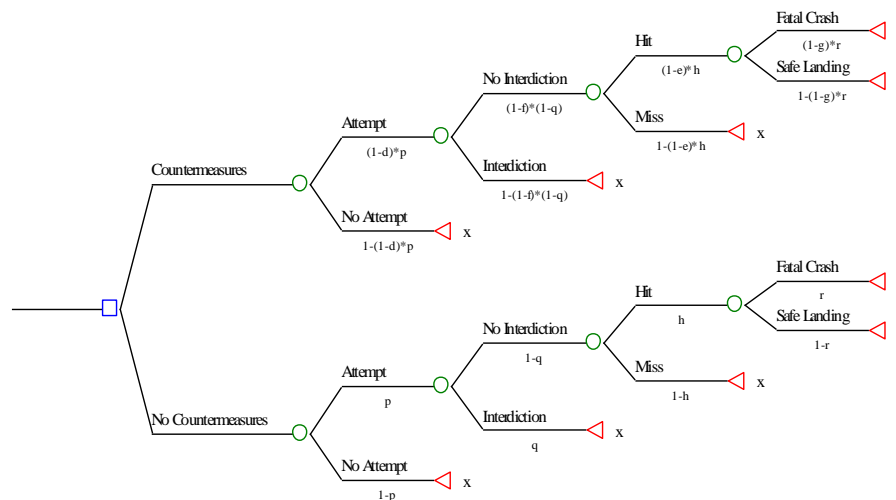 Fatal Crash
(1-g)*r
Hit
(1-e)*h
Safe Landing
1-(1-g)*r
No Interdiction
(1-f)*(1-q)
Miss
1-(1-e)*h
x
Attempt
(1-d)*p
Interdiction
1-(1-f)*(1-q)
x
Countermeasures
No Attempt
1-(1-d)*p
x
Fatal Crash
r
Hit
h
Safe Landing
1-r
No Interdiction
1-q
Miss
1-h
x
Attempt
p
Interdiction
q
x
No Countermeasures
No Attempt
1-p
x